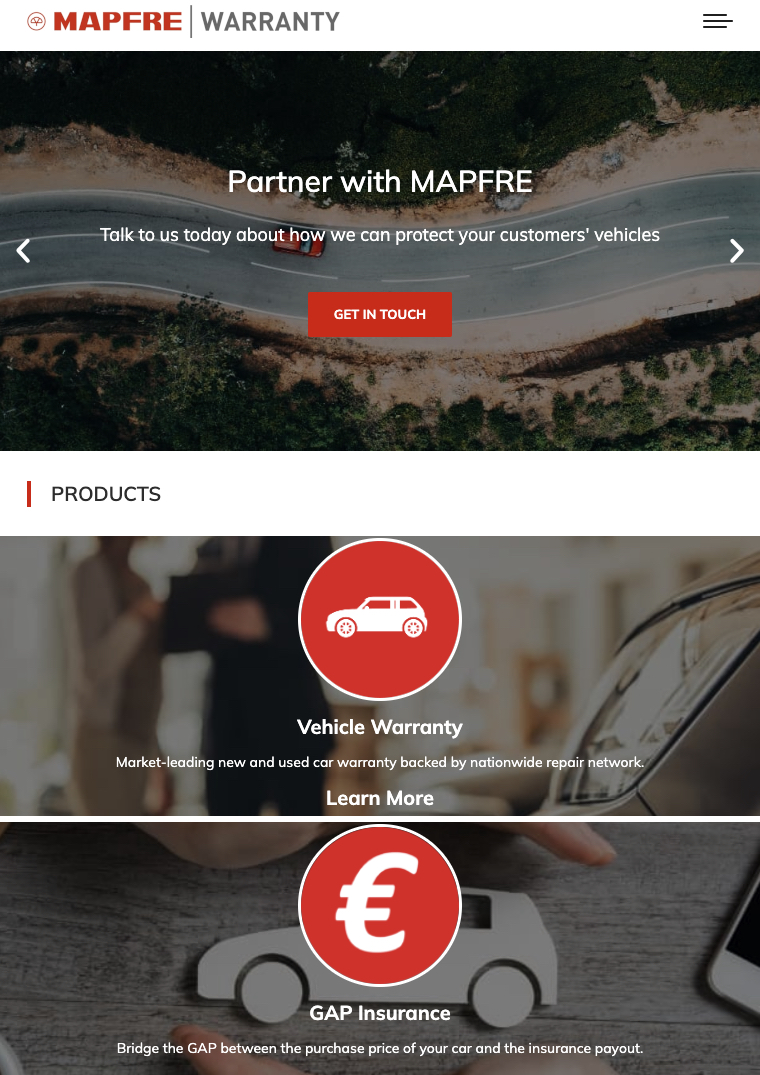 MAPFRE | WARRANTY
Partner with MAPFRE
Talk to us today about how we can protect your customers' vehicles
GET IN TOUCH
PRODUCTS
Vehicle Warranty
Market-leading new and used car warranty backed by nationwide repair network.
Learn More
€
GAP Insurance
Bridge the GAP between the purchase price of your car and the insurance payout.